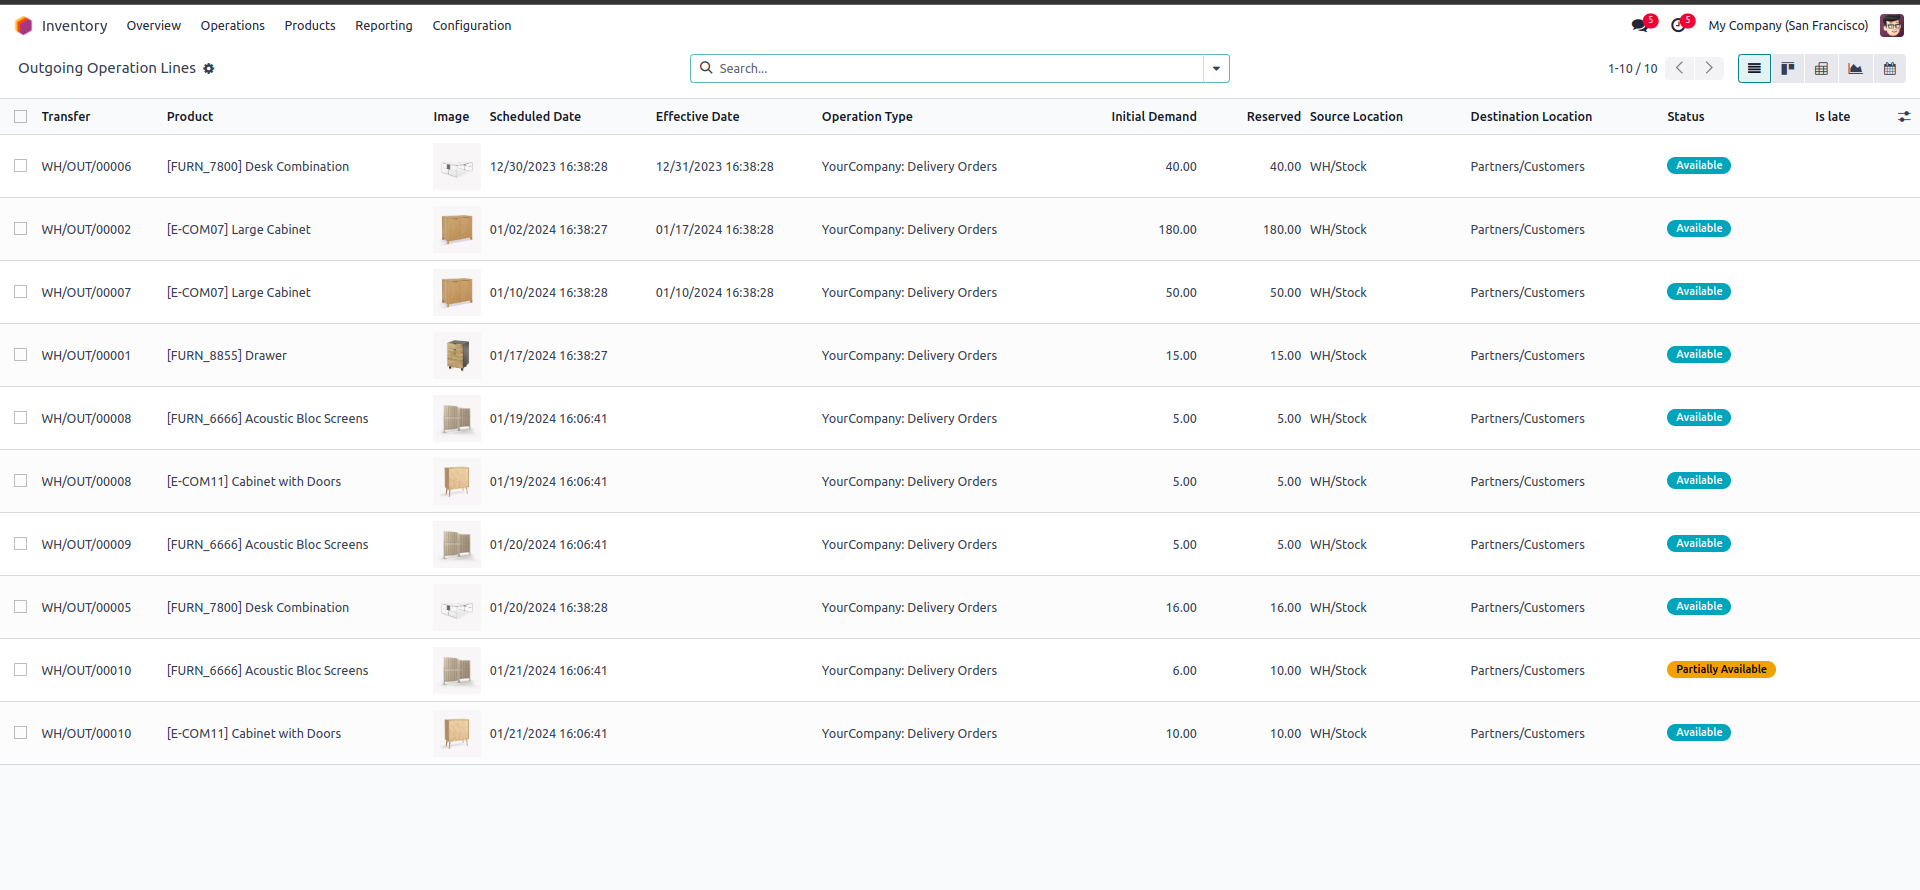 Inventory Overview Operations Products Reporting Configuration 5 5 My Company (San Francisco)
Outgoing Operation Lines Search... 1-10 / 10
Transfer Product Image Scheduled Date Effective Date Operation Type Initial Demand Reserved Source Location Destination Location Status Is late
WH/OUT/00006 [FURN_7800] Desk Combination 12/30/2023 16:38:28 12/31/2023 16:38:28 YourCompany: Delivery Orders 40.00 40.00 WH/Stock Partners/Customers Available
WH/OUT/00002 [E-COM07] Large Cabinet 01/02/2024 16:38:27 01/17/2024 16:38:28 YourCompany: Delivery Orders 180.00 180.00 WH/Stock Partners/Customers Available
WH/OUT/00007 [E-COM07] Large Cabinet 01/10/2024 16:38:28 01/10/2024 16:38:28 YourCompany: Delivery Orders 50.00 50.00 WH/Stock Partners/Customers Available
WH/OUT/00001 [FURN_8855] Drawer 01/17/2024 16:38:27 YourCompany: Delivery Orders 15.00 15.00 WH/Stock Partners/Customers Available
WH/OUT/00008 [FURN_6666] Acoustic Bloc Screens 01/19/2024 16:06:41 YourCompany: Delivery Orders 5.00 5.00 WH/Stock Partners/Customers Available
WH/OUT/00008 [E-COM11] Cabinet with Doors 01/19/2024 16:06:41 YourCompany: Delivery Orders 5.00 5.00 WH/Stock Partners/Customers Available
WH/OUT/00009 [FURN_6666] Acoustic Bloc Screens 01/20/2024 16:06:41 YourCompany: Delivery Orders 5.00 5.00 WH/Stock Partners/Customers Available
WH/OUT/00005 [FURN_7800] Desk Combination 01/20/2024 16:38:28 YourCompany: Delivery Orders 16.00 16.00 WH/Stock Partners/Customers Available
WH/OUT/00010 [FURN_6666] Acoustic Bloc Screens 01/21/2024 16:06:41 YourCompany: Delivery Orders 6.00 10.00 WH/Stock Partners/Customers Partially Available
WH/OUT/00010 [E-COM11] Cabinet with Doors 01/21/2024 16:06:41 YourCompany: Delivery Orders 10.00 10.00 WH/Stock Partners/Customers Available